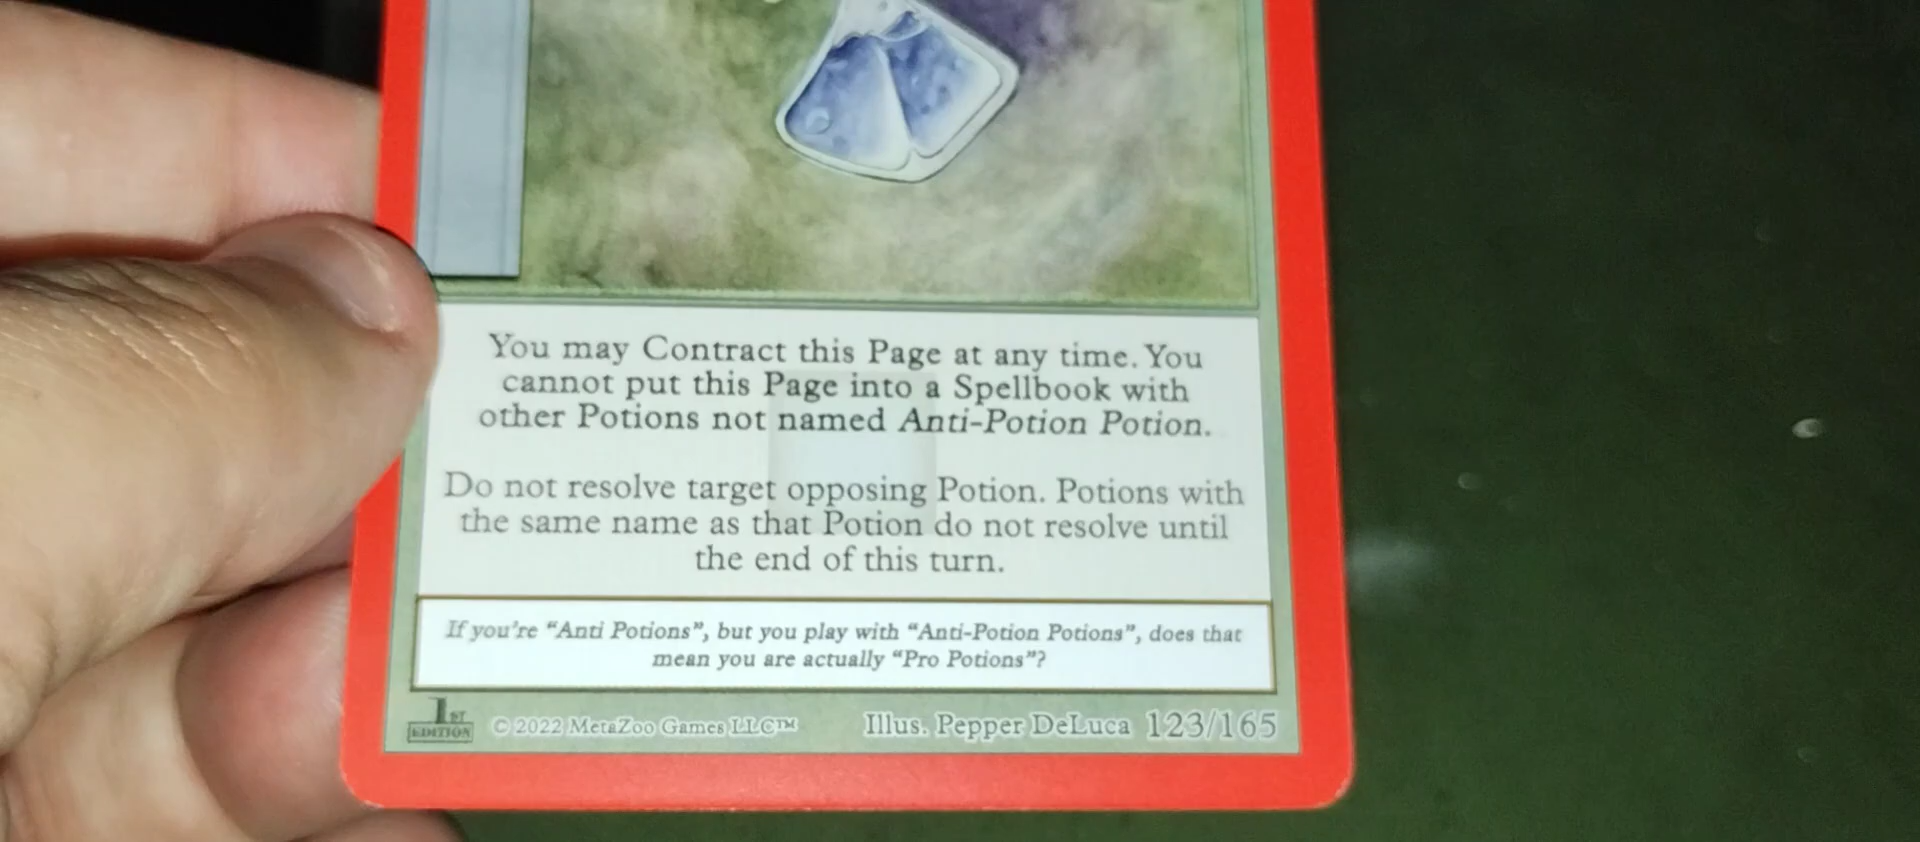 You may Contract this Page at any time. You
cannot put this Page into a Spellbook with
other Potions not named Anti-Potion Potion.
Do not resolve target opposing Potion. Potions with
the same name as that Potion do not resolve until
the end of this turn.
If you're “Anti Potions”, but you play with “Anti-Potion Potions”, does that
mean you are actually “Pro Potions”?
1ST
EDITION
© 2022 MetaZoo Games LLC™ Illus. Pepper DeLuca 123/165